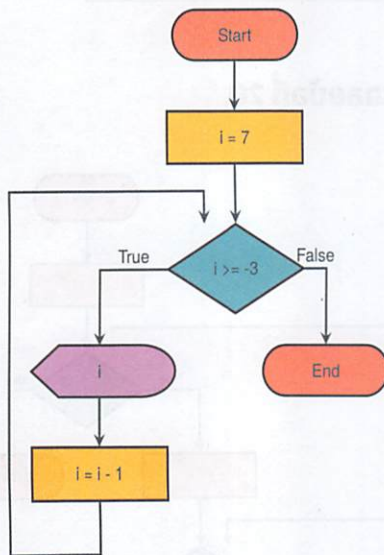 Start
i = 7
i >= -3
True
False
i
End
i = i - 1